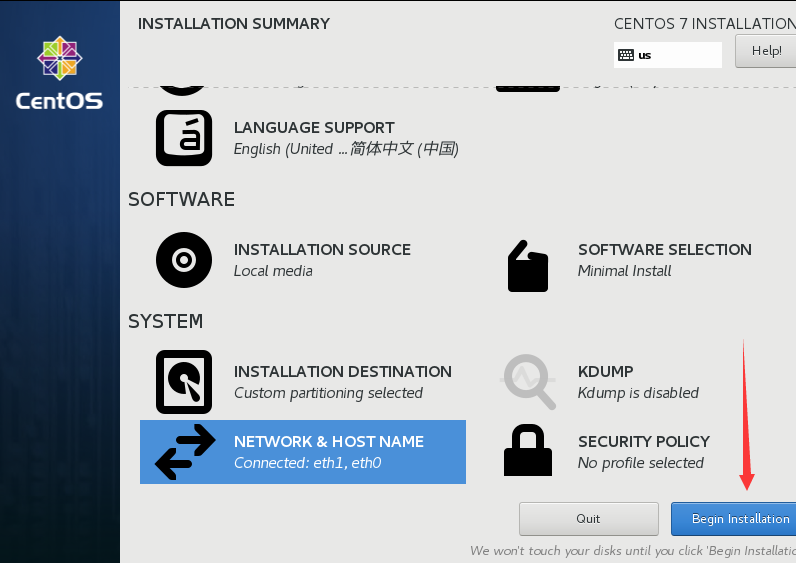 INSTALLATION SUMMARY
CENTOS 7 INSTALLATION
us
Help!
CentOS
LANGUAGE SUPPORT
English (United ...简体中文 (中国)
SOFTWARE
INSTALLATION SOURCE
Local media
SOFTWARE SELECTION
Minimal Install
SYSTEM
INSTALLATION DESTINATION
Custom partitioning selected
KDUMP
Kdump is disabled
NETWORK & HOST NAME
Connected: eth1, eth0
SECURITY POLICY
No profile selected
Quit
Begin Installation
We won't touch your disks until you click 'Begin